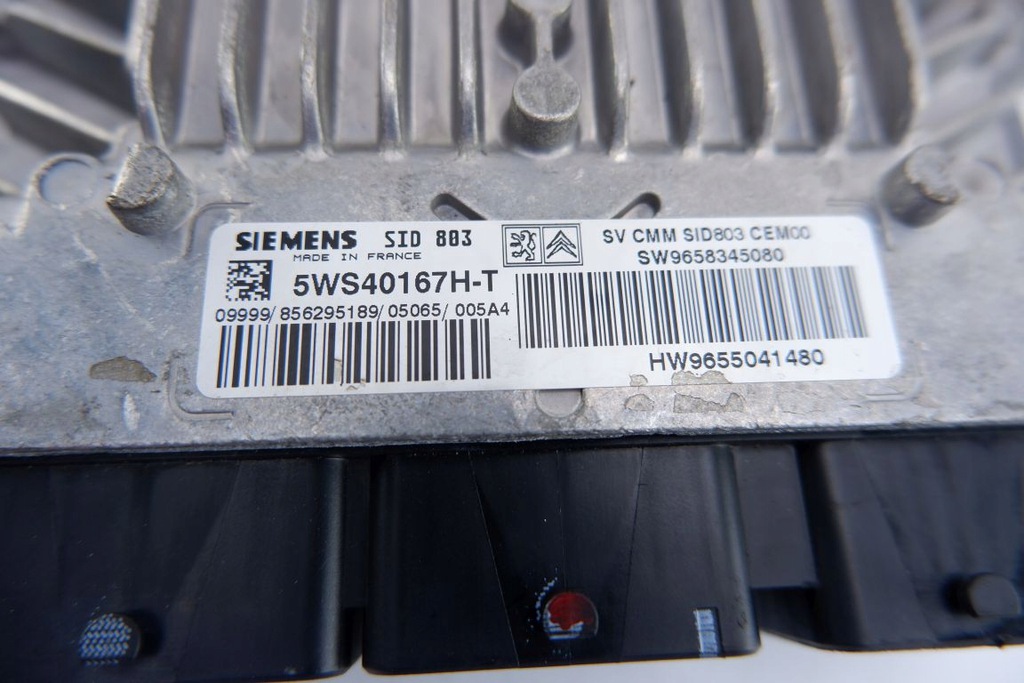 SIEMENS SID 803
MADE IN FRANCE
5WS40167H-T
09999/856295189/05065/005A4
SV CMM SID803 CEM00
SW9658345080
HW9655041480